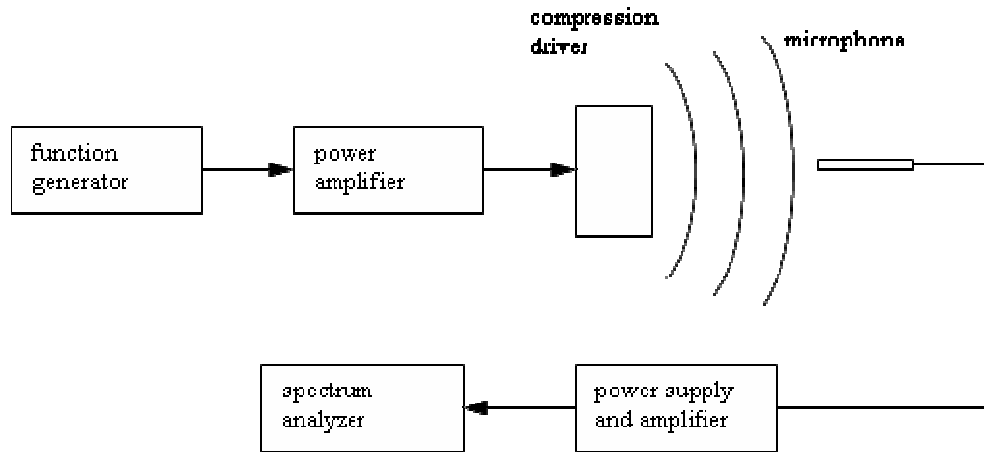 compression
driver
microphone
function
generator
power
amplifier
spectrum
analyzer
power supply
and amplifier